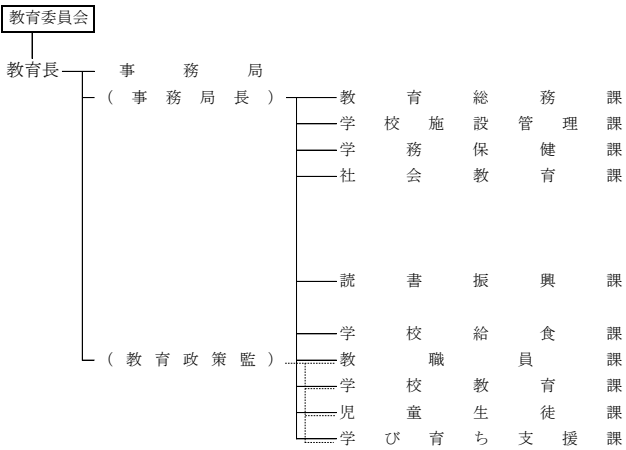 教育委員会
教育長 事務局
(事務局長) 教育総務課
学校施設管理課
学務保健課
社会教育課
読書振興課
学校給食課
(教育政策監) 教職員課
学校教育課
児童生徒課
学び育ち支援課